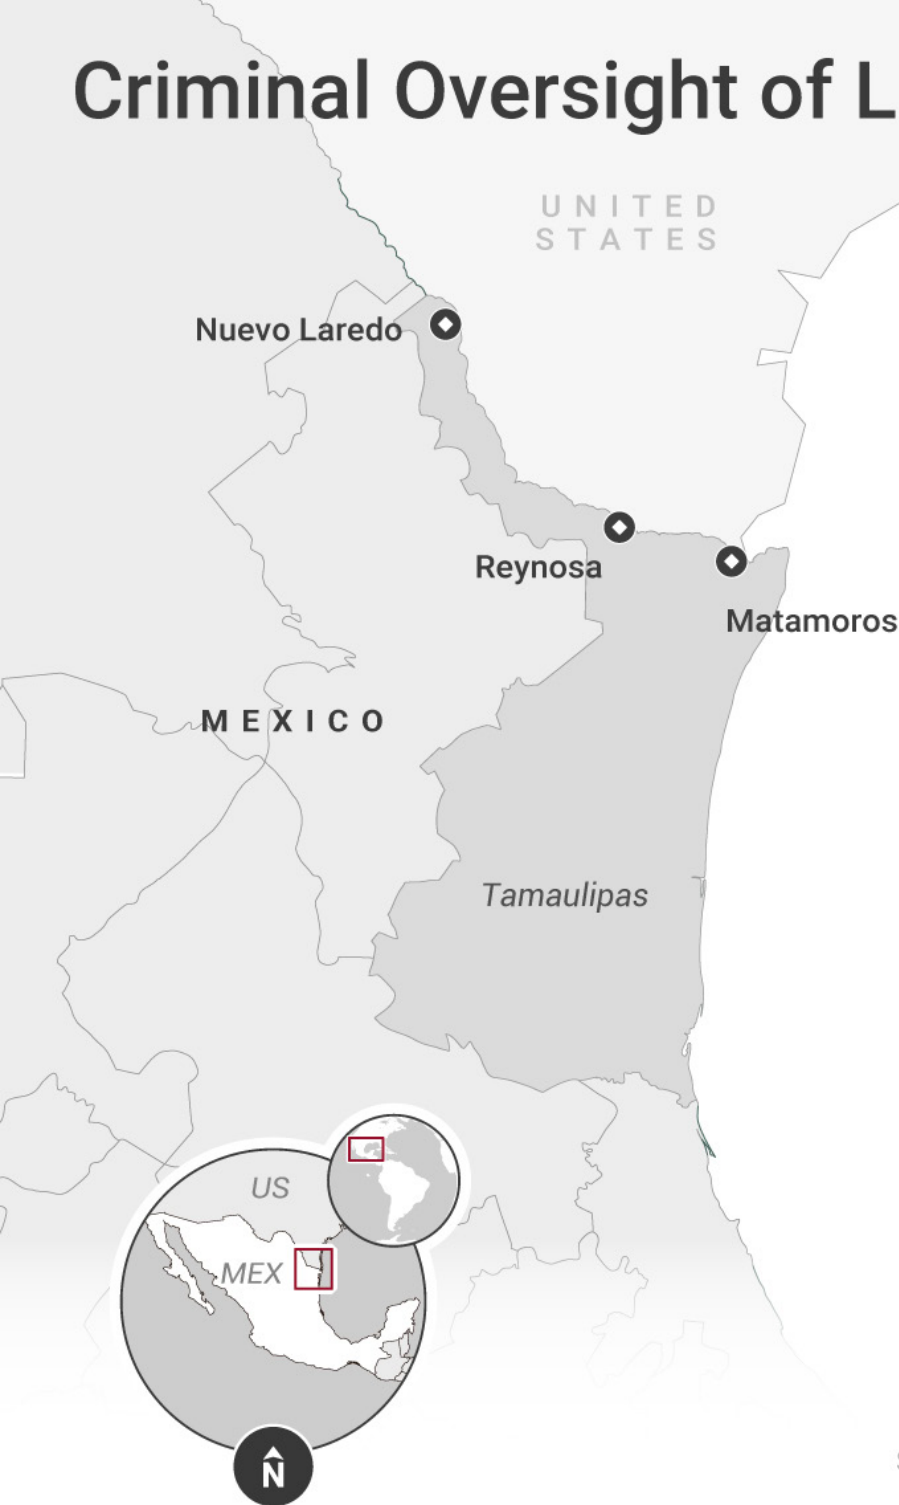 Criminal Oversight of L
UNITED
STATES
Nuevo Laredo
Reynosa
Matamoros
MEXICO
Tamaulipas
US
MEX
N